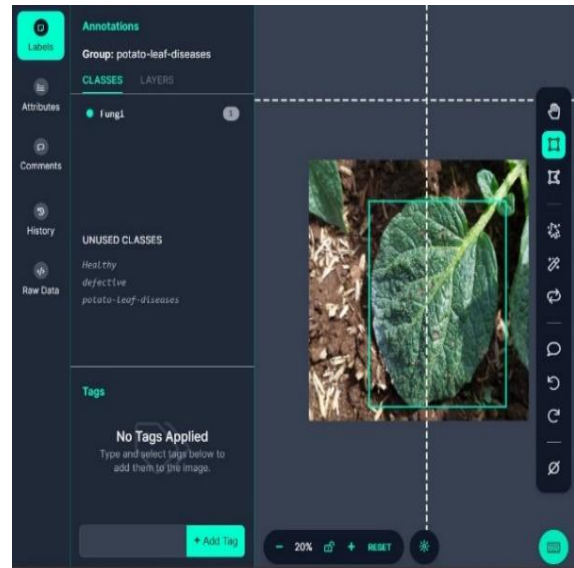 Labels
Attributes
Comments
History
Raw Data
Annotations
Group: potato-leaf-diseases
CLASSES LAYERS
Fungi 1
UNUSED CLASSES
Healthy
defective
potato-leaf-diseases
Tags
No Tags Applied
Type and select tags below to
add them to the image.
+ Add Tag
- 20% + RESET